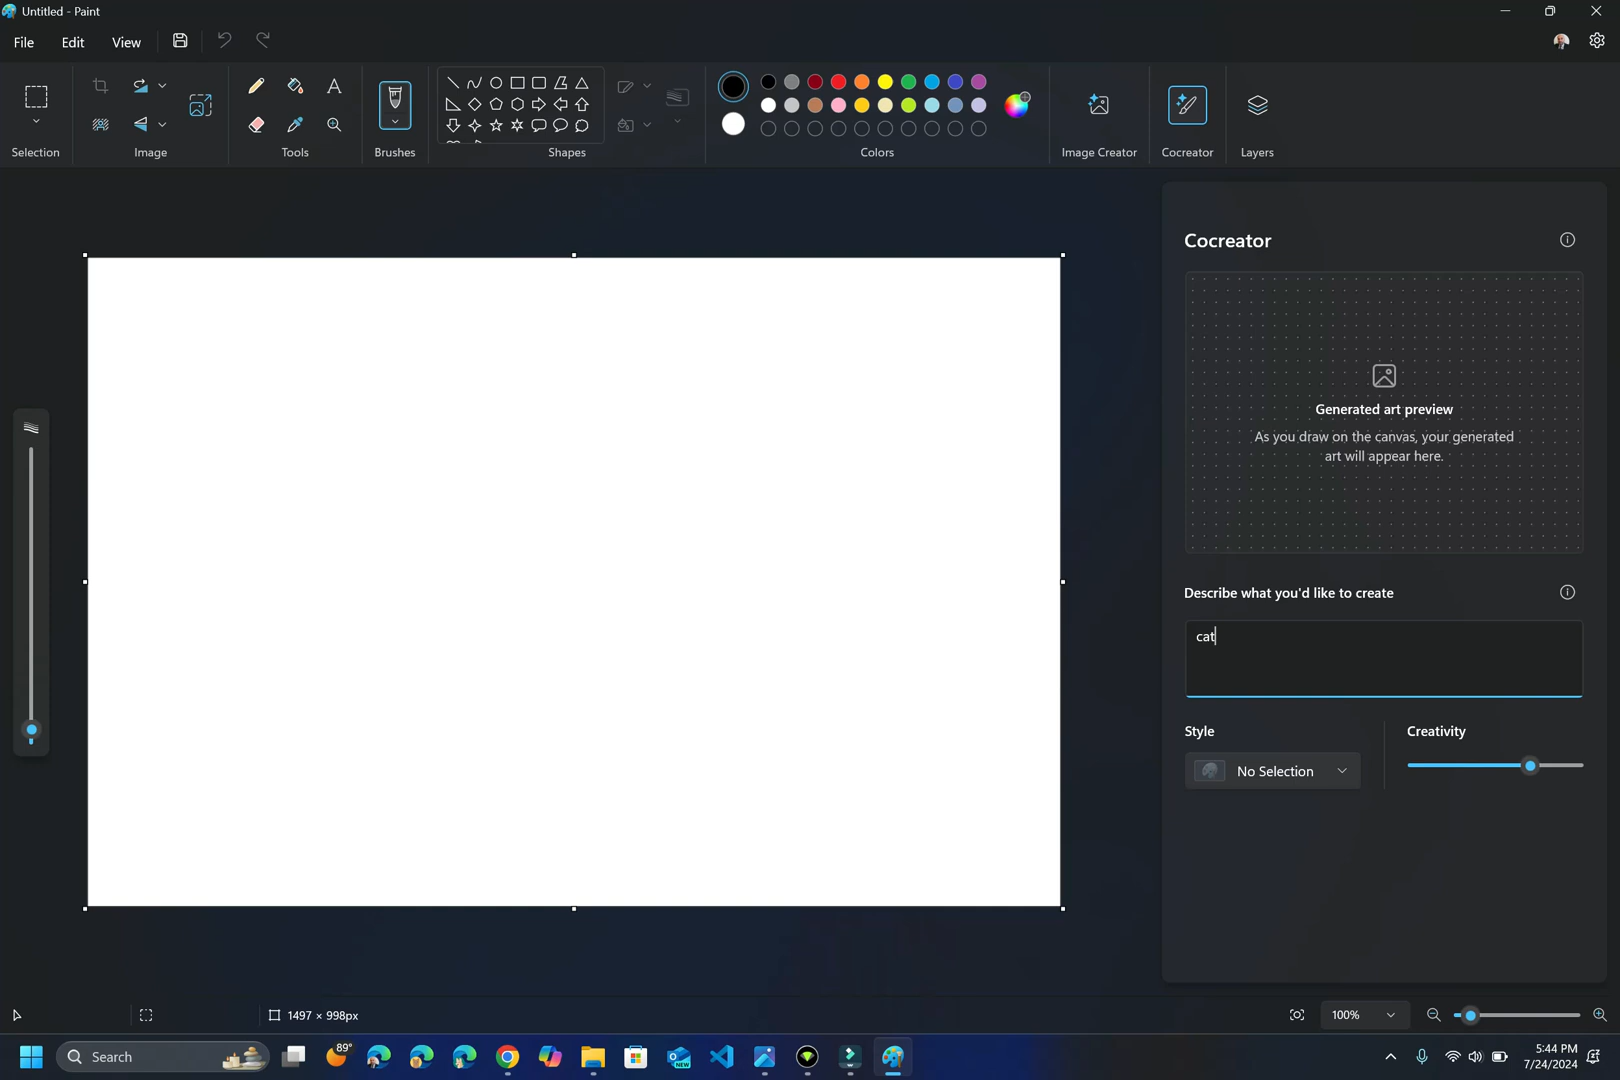 Untitled - Paint
File Edit View
Selection Image Tools Brushes Shapes Colors Image Creator Cocreator Layers
Cocreator
Generated art preview
As you draw on the canvas, your generated
art will appear here.
Describe what you'd like to create
cat
Style Creativity
No Selection
1497 × 998px 100%
89°
Search
NEW
5:44 PM
7/24/2024